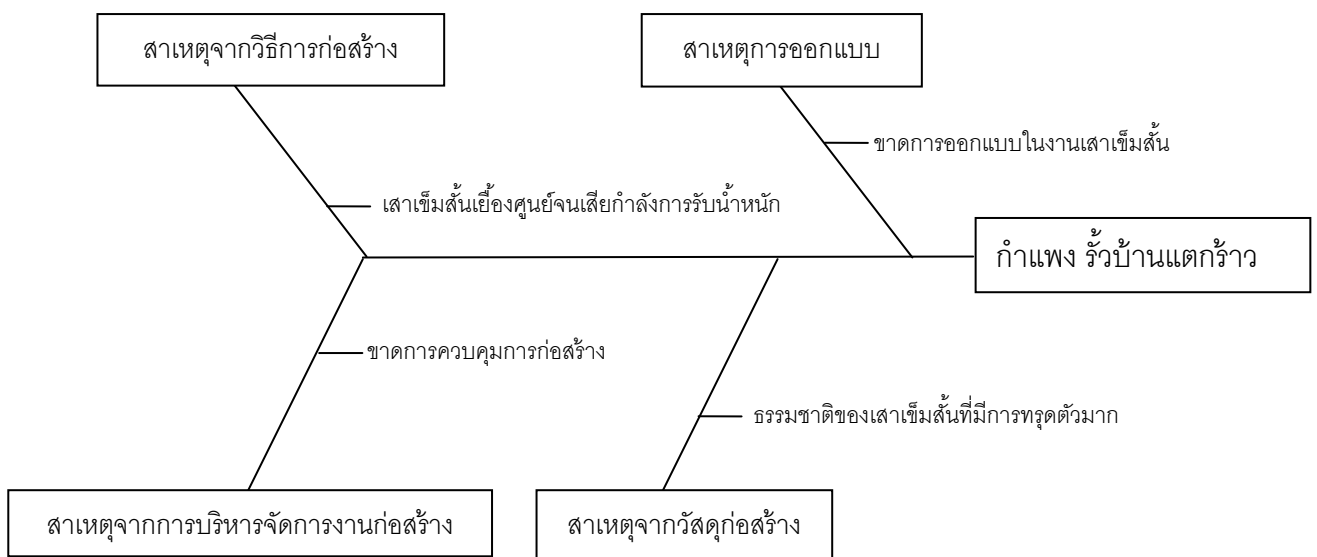 สาเหตุจากวิธีการก่อสร้าง
สาเหตุการออกแบบ
ขาดการออกแบบในงานเสาเข็มสั้น
เสาเข็มสั้นเยื้องศูนย์จนเสียกำลังการรับน้ำหนัก
กำแพง รั้วบ้านแตกร้าว
ขาดการควบคุมการก่อสร้าง
ธรรมชาติของเสาเข็มสั้นที่มีการทรุดตัวมาก
สาเหตุจากการบริหารจัดการงานก่อสร้าง
สาเหตุจากวัสดุก่อสร้าง